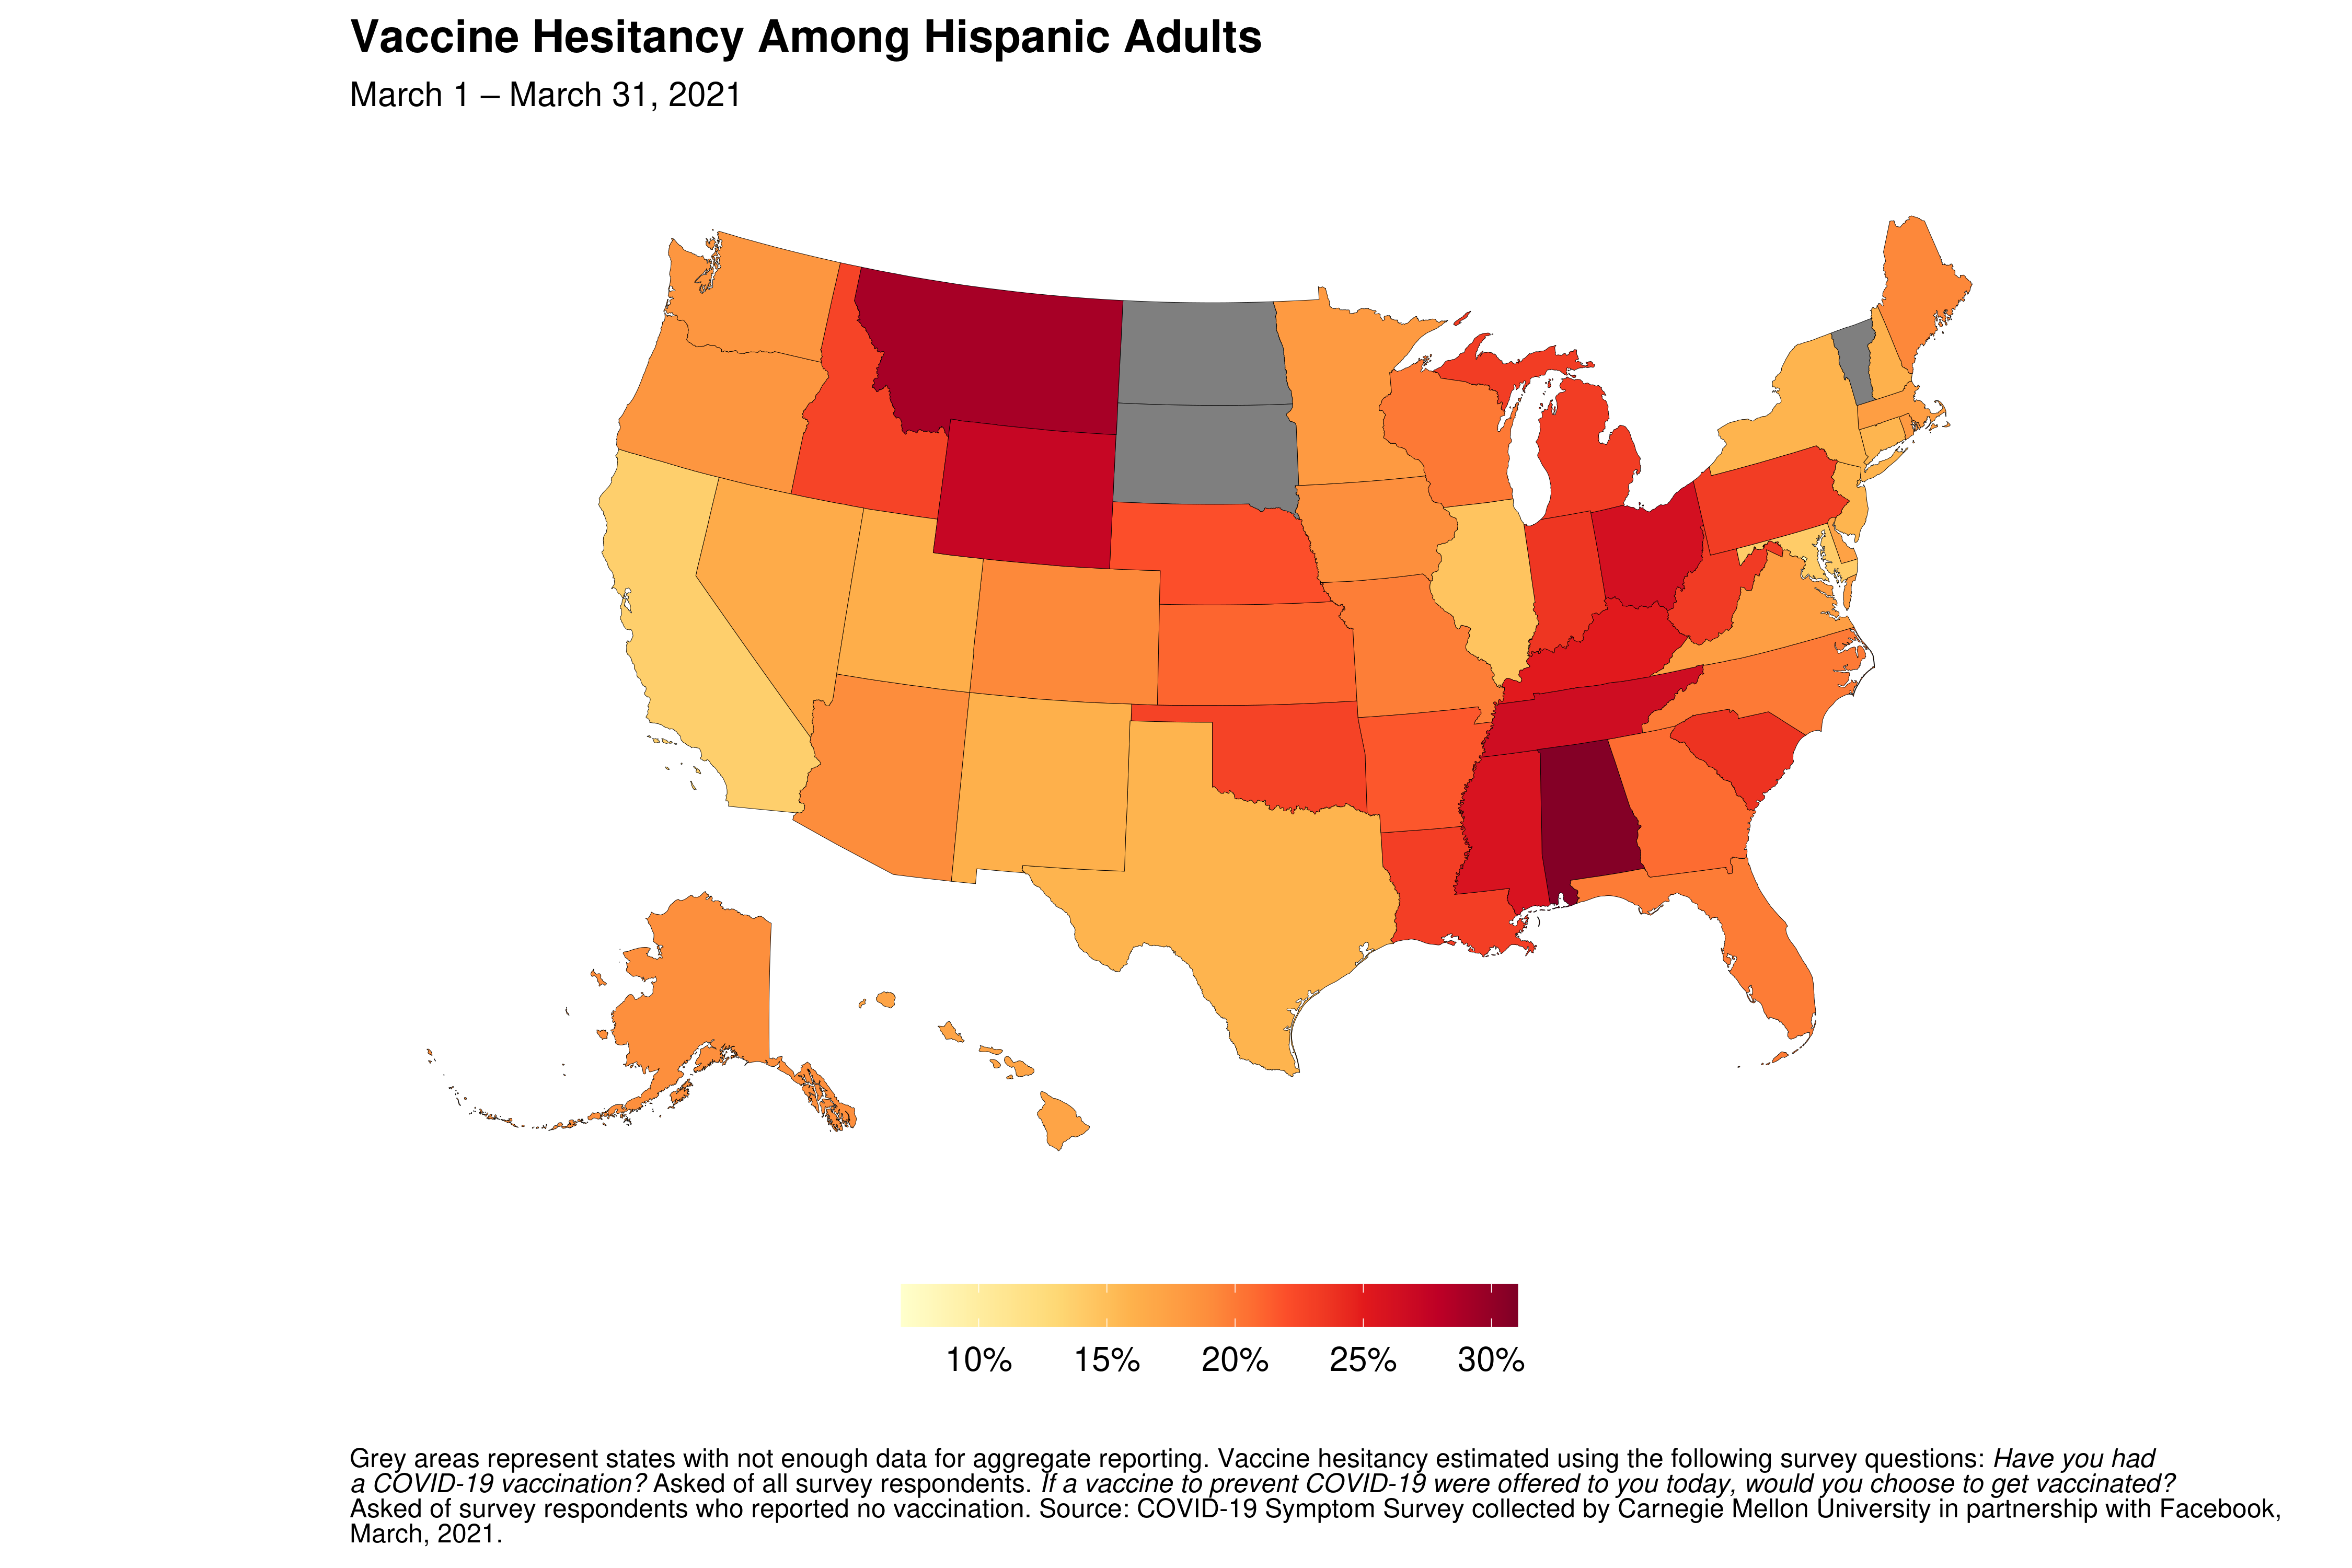 Vaccine Hesitancy Among Hispanic Adults
March 1 – March 31, 2021
10% 15% 20% 25% 30%
Grey areas represent states with not enough data for aggregate reporting. Vaccine hesitancy estimated using the following survey questions: Have you had
a COVID-19 vaccination? Asked of all survey respondents. If a vaccine to prevent COVID-19 were offered to you today, would you choose to get vaccinated?
Asked of survey respondents who reported no vaccination. Source: COVID-19 Symptom Survey collected by Carnegie Mellon University in partnership with Facebook,
March, 2021.